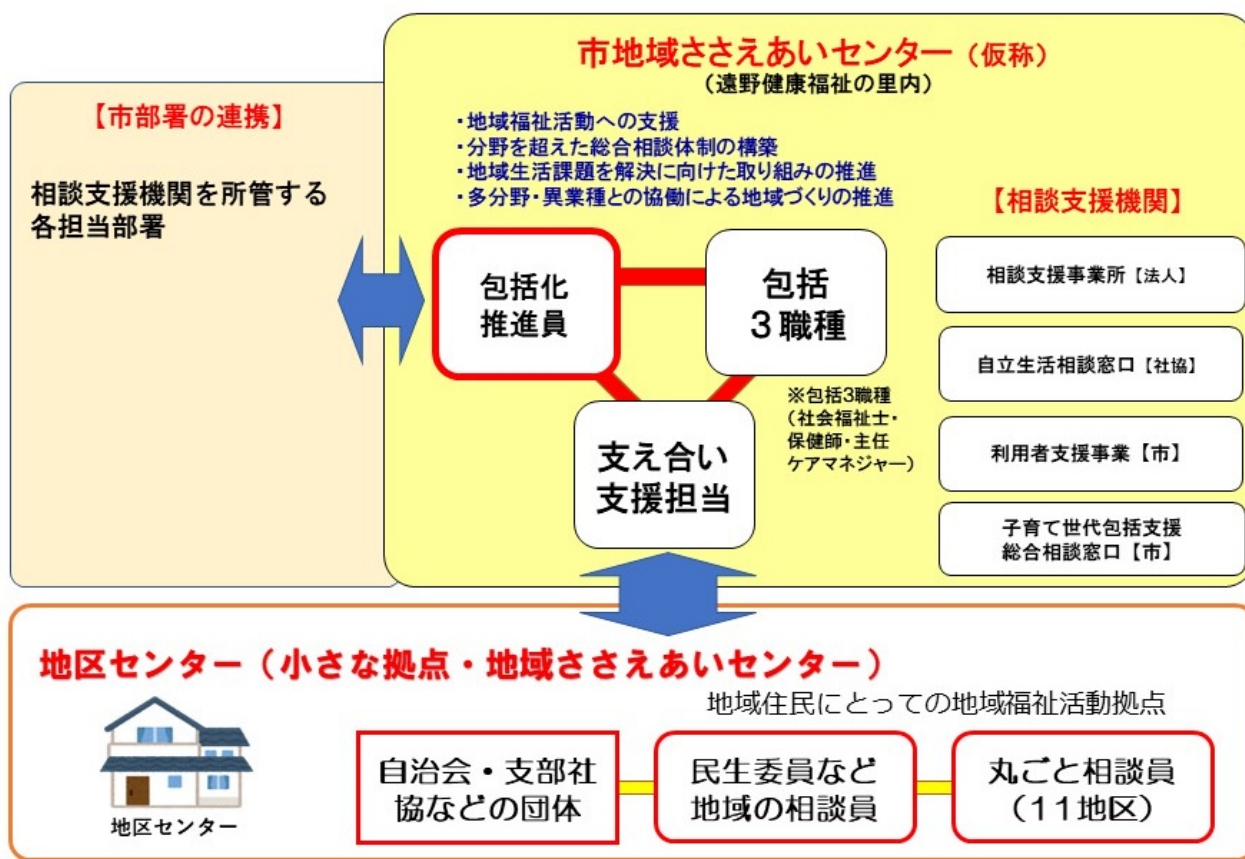 市地域ささえあいセンター（仮称）
（遠野健康福祉の里内）
・地域福祉活動への支援
・分野を超えた総合相談体制の構築
・地域生活課題を解決に向けた取り組みの推進
・多分野・異業種との協働による地域づくりの推進
【市部署の連携】
相談支援機関を所管する
各担当部署
包括化
推進員
包括
３職種
支え合い
支援担当
※包括3職種
（社会福祉士・
保健師・主任
ケアマネジャー）
【相談支援機関】
相談支援事業所【法人】
自立生活相談窓口【社協】
利用者支援事業【市】
子育て世代包括支援
総合相談窓口【市】
地区センター（小さな拠点・地域ささえあいセンター）
地域住民にとっての地域福祉活動拠点
地区センター
自治会・支部社
協などの団体
民生委員など
地域の相談員
丸ごと相談員
（１１地区）